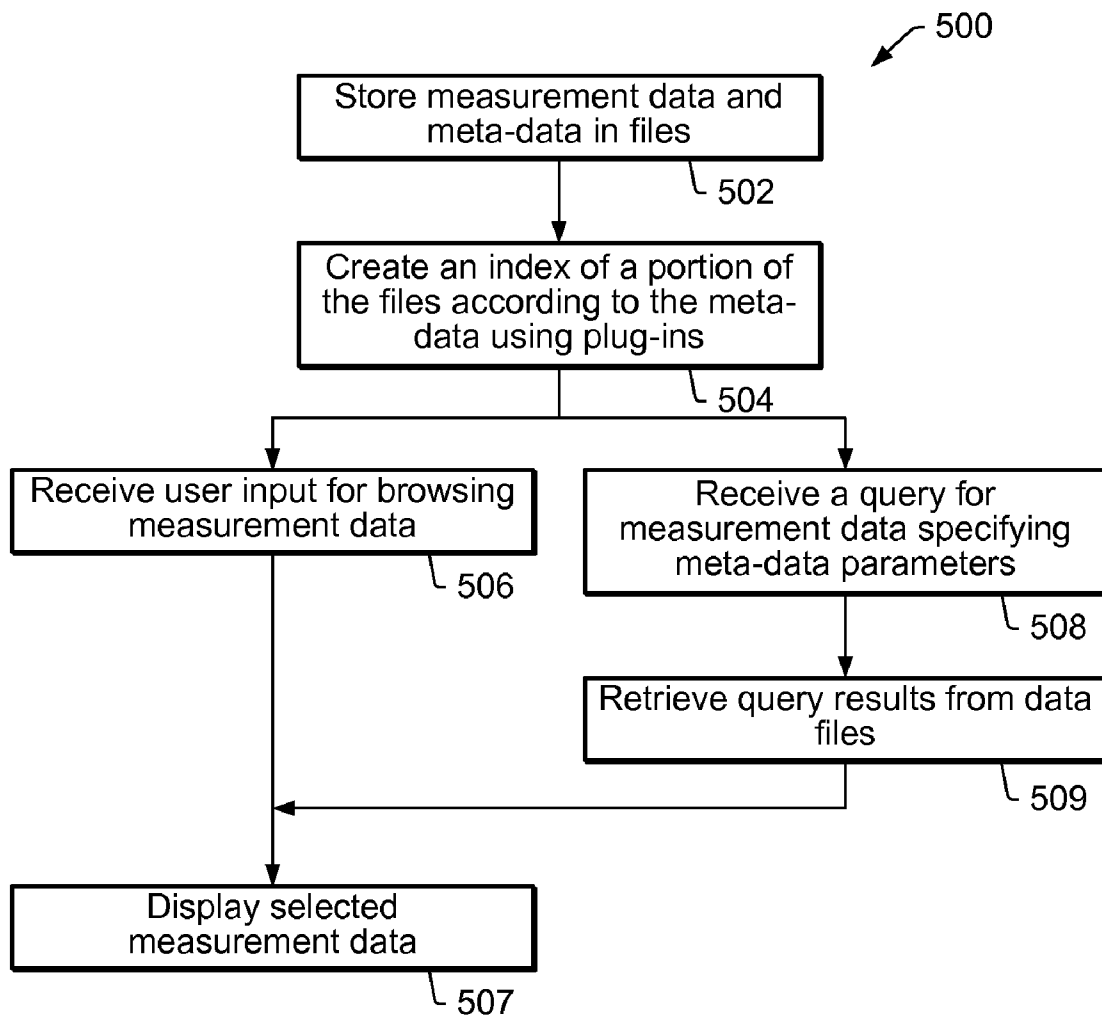 500
Store measurement data and
meta-data in files
502
Create an index of a portion of
the files according to the meta-
data using plug-ins
504
Receive user input for browsing
measurement data
506
Receive a query for
measurement data specifying
meta-data parameters
508
Retrieve query results from data
files
509
Display selected
measurement data
507